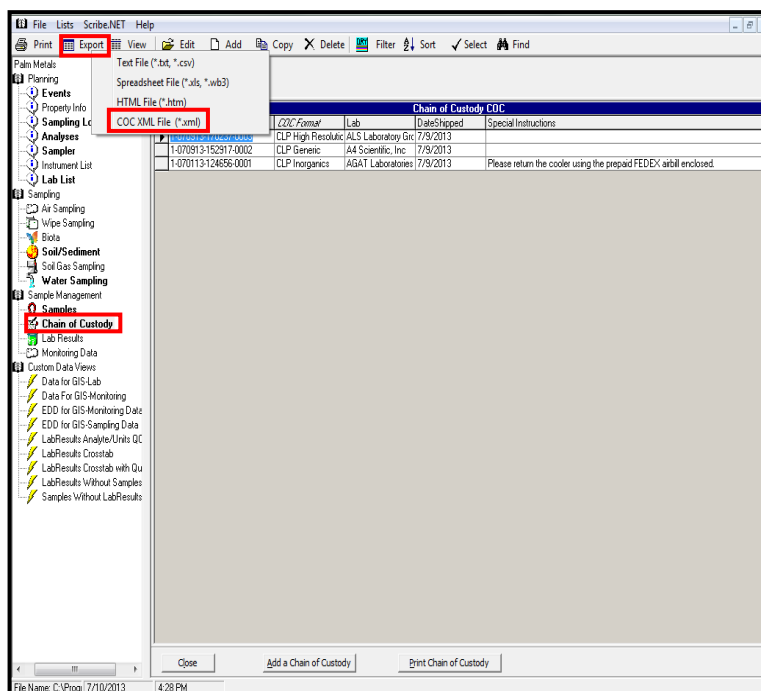 File Lists Scribe.NET Help
Print Export View Edit Add Copy Delete Filter Sort Select Find
Palm Metals
Text File (*.txt, *.csv)
Spreadsheet File (*.xls, *.wb3)
HTML File (*.htm)
COC XML File (*.xml)
Planning
Events
Property Info
Sampling Lo
Analyses
Sampler
Instrument List
Lab List
Sampling
Air Sampling
Wipe Sampling
Biota
Soil/Sediment
Soil Gas Sampling
Water Sampling
Sample Management
Samples
Chain of Custody
Lab Results
Monitoring Data
Custom Data Views
Data for GIS-Lab
Data For GIS-Monitoring
EDD for GIS-Monitoring Data
EDD for GIS-Sampling Data
LabResults Analyte/Units QC
LabResults Crosstab
LabResults Crosstab with Qu
LabResults Without Samples
Samples Without LabResults
Chain of Custody COC
COC Format Lab DateShipped Special Instructions
CLP High Resolutic ALS Laboratory Grc 7/9/2013
1-070913-152917-0002 CLP Generic A4 Scientific, Inc 7/9/2013
1-070113-124656-0001 CLP Inorganics AGAT Laboratories 7/9/2013 Please return the cooler using the prepaid FEDEX airbill enclosed.
Close Add a Chain of Custody Print Chain of Custody
File Name: C:\Progr 7/10/2013 4:28 PM